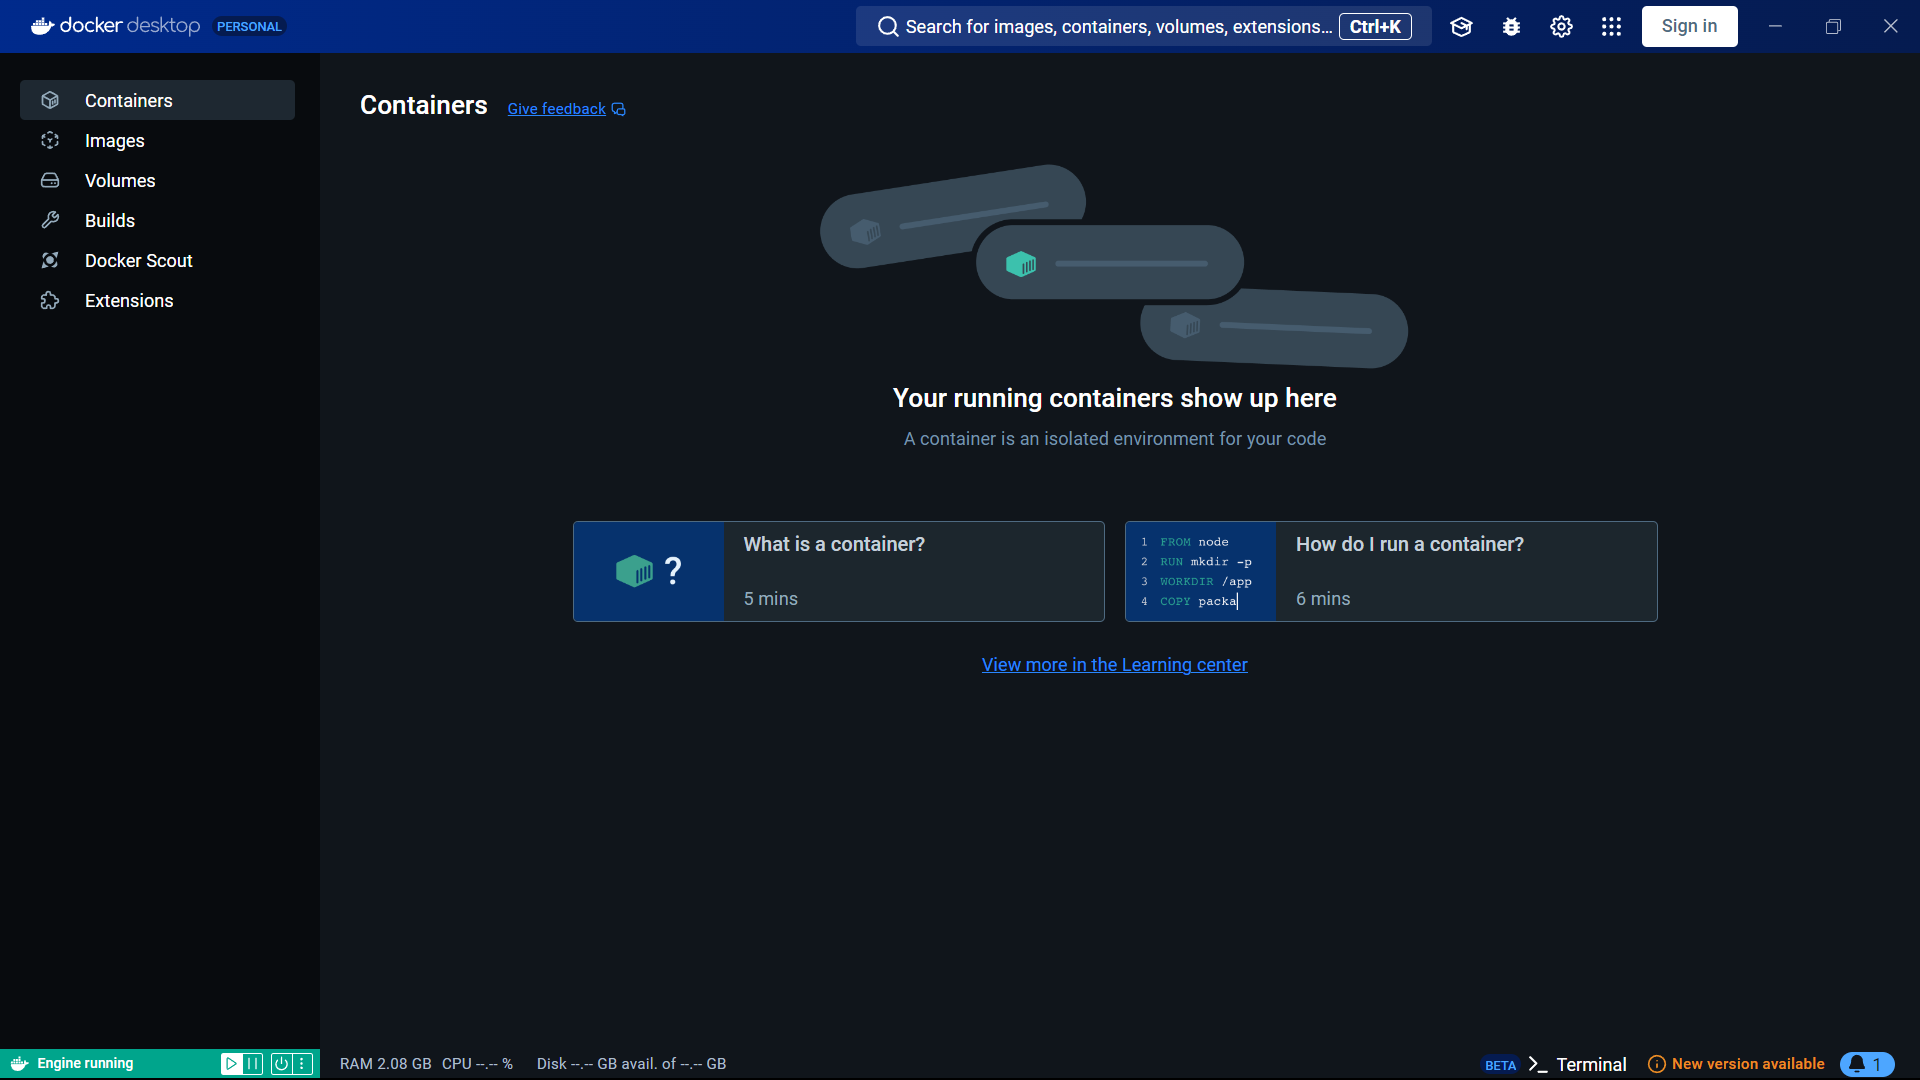 docker desktop PERSONAL
Search for images, containers, volumes, extensions... Ctrl+K
Sign in
Containers
Images
Volumes
Builds
Docker Scout
Extensions
Containers Give feedback
Your running containers show up here
A container is an isolated environment for your code
?
What is a container?
5 mins
1 FROM node
2 RUN mkdir -p
3 WORKDIR /app
4 COPY packa
How do I run a container?
6 mins
View more in the Learning center
Engine running
RAM 2.08 GB CPU --.-- % Disk --.-- GB avail. of --.-- GB
BETA >_ Terminal
New version available
1